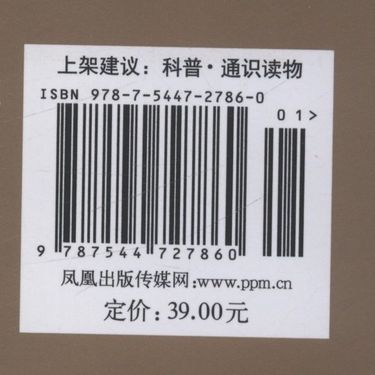 上架建议：科普·通识读物
ISBN 978-7-5447-2786-0
01>
9 787544 727860
凤凰出版传媒网:www.ppm.cn
定价: 39.00元